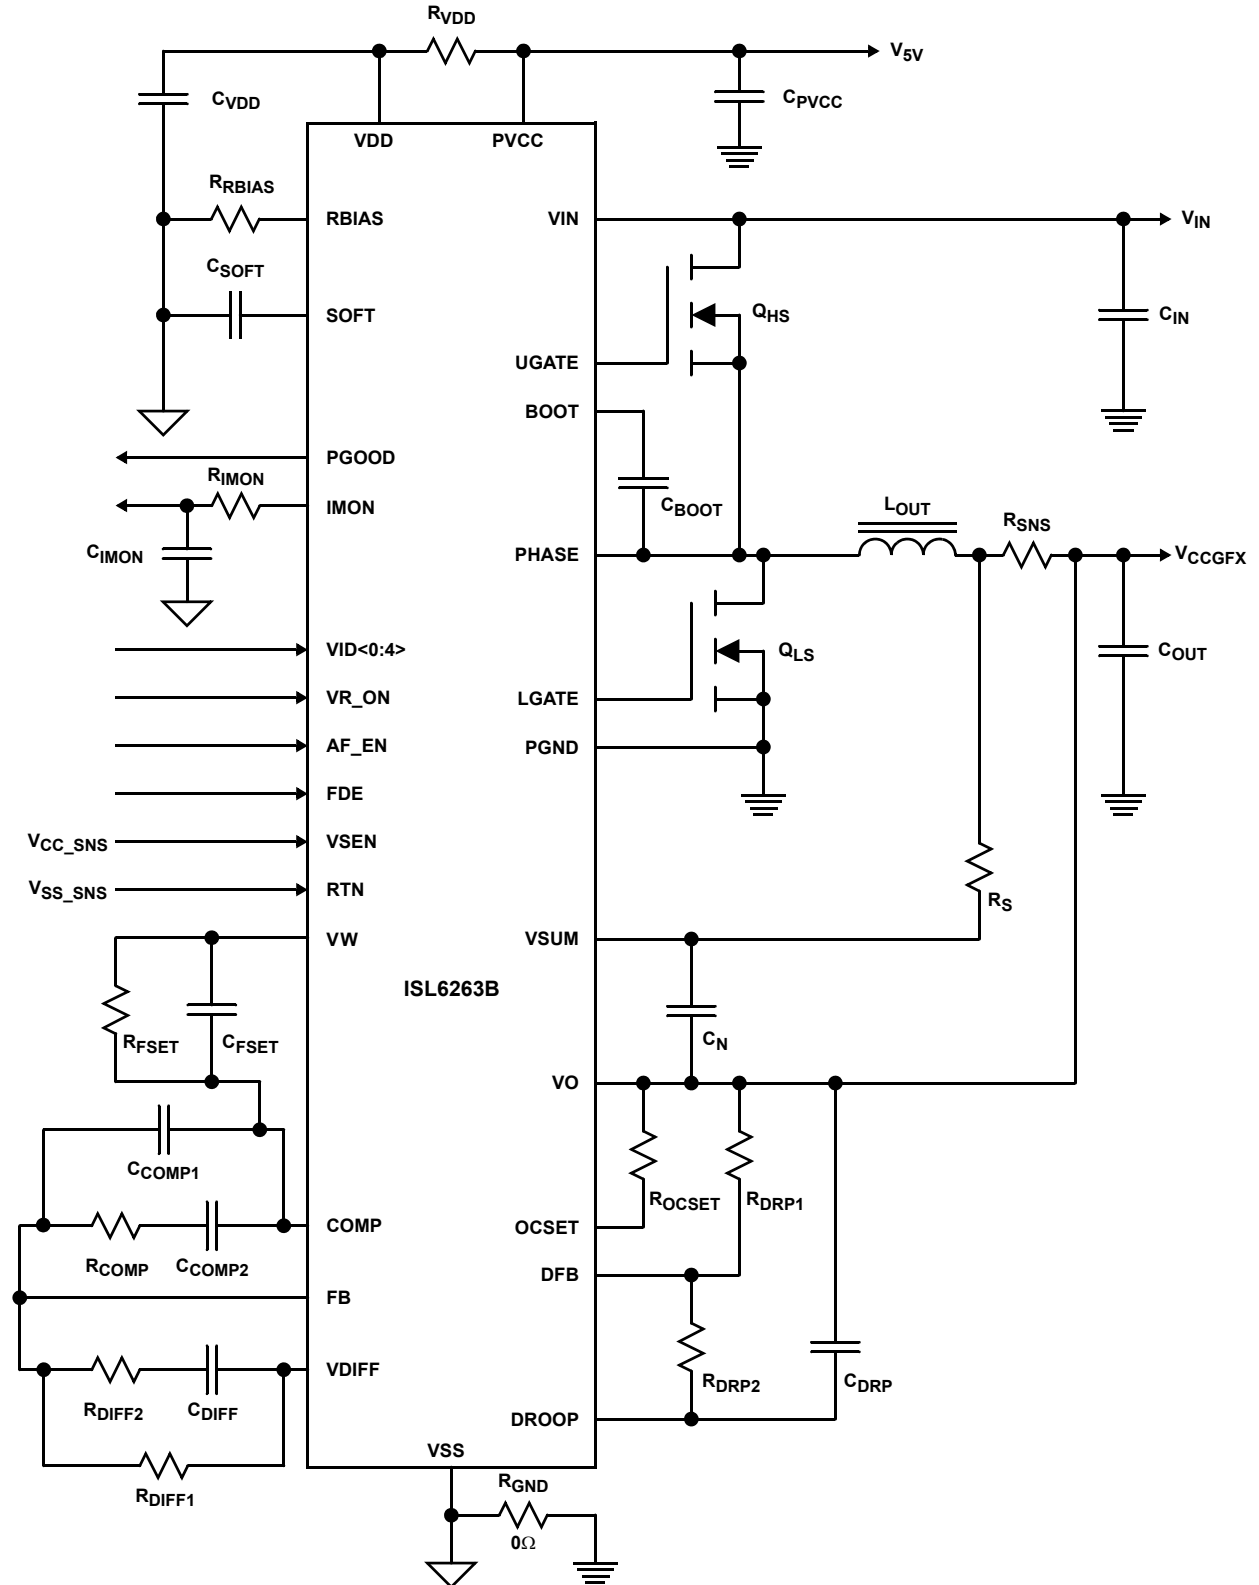 RVDD
V5V
CVDD
CPVCC
VDD
PVCC
RRBIAS
RBIAS
VIN
VIN
CSOFT
SOFT
QHS
CIN
UGATE
BOOT
PGOOD
RIMON
IMON
CBOOT
LOUT
RSNS
CIMON
PHASE
VCCGFX
VID<0:4>
QLS
COUT
VR_ON
LGATE
AF_EN
PGND
FDE
VCC_SNS
VSEN
VSS_SNS
RTN
RS
VW
VSUM
ISL6263B
RFSET
CFSET
CN
VO
CCOMP1
ROCSET
RDRP1
COMP
OCSET
RCOMP
CCOMP2
DFB
FB
VDIFF
RDRP2
CDRP
RDIFF2
CDIFF
DROOP
VSS
RGND
RDIFF1
0Ω